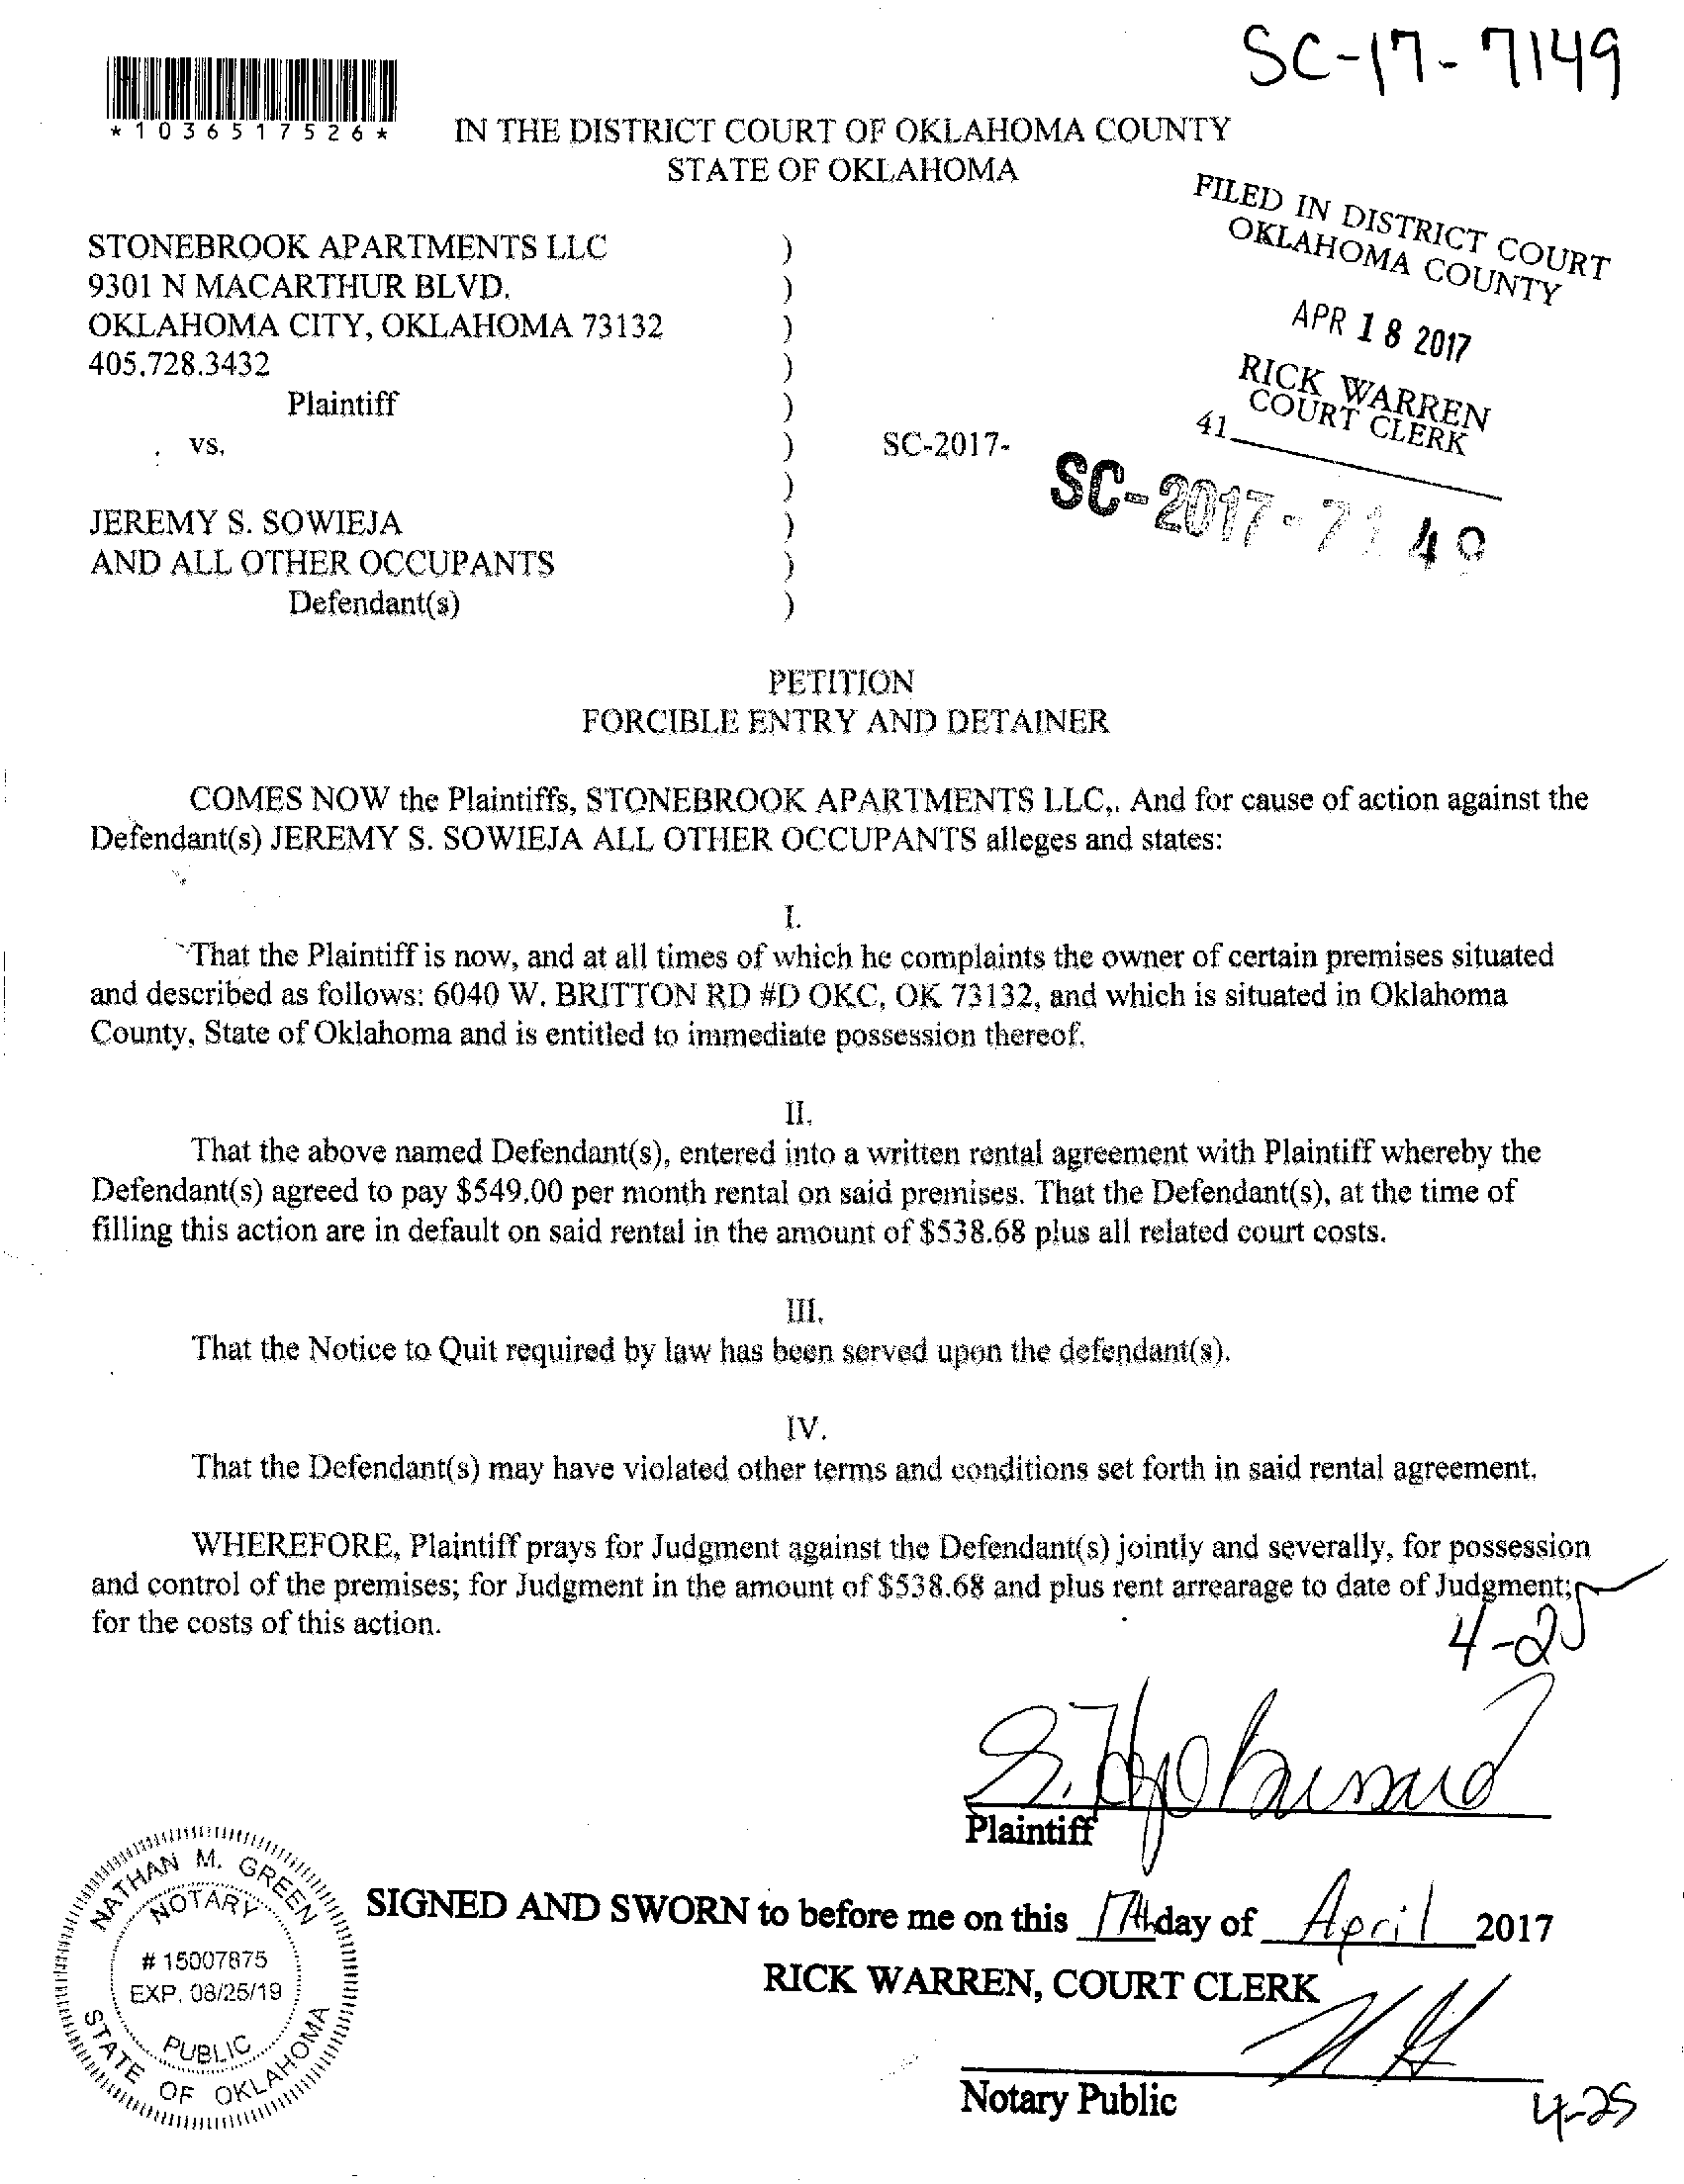 SC-17-7149
*1036517526*
IN THE DISTRICT COURT OF OKLAHOMA COUNTY
STATE OF OKLAHOMA
FILED IN DISTRICT COURT
OKLAHOMA COUNTY
APR 18 2017
RICK WARREN
COURT CLERK
41
STONEBROOK APARTMENTS LLC )
9301 N MACARTHUR BLVD. )
OKLAHOMA CITY, OKLAHOMA 73132 )
405.728.3432 )
Plaintiff )
vs. ) SC-2017-
)
SC-2017-7149
JEREMY S. SOWIEJA )
AND ALL OTHER OCCUPANTS )
Defendant(s) )
PETITION
FORCIBLE ENTRY AND DETAINER
COMES NOW the Plaintiffs, STONEBROOK APARTMENTS LLC,. And for cause of action against the
Defendant(s) JEREMY S. SOWIEJA ALL OTHER OCCUPANTS alleges and states:
I.
That the Plaintiff is now, and at all times of which he complaints the owner of certain premises situated
and described as follows: 6040 W. BRITTON RD #D OKC, OK 73132, and which is situated in Oklahoma
County, State of Oklahoma and is entitled to immediate possession thereof.
II.
That the above named Defendant(s), entered into a written rental agreement with Plaintiff whereby the
Defendant(s) agreed to pay $549.00 per month rental on said premises. That the Defendant(s), at the time of
filling this action are in default on said rental in the amount of $538.68 plus all related court costs.
III.
That the Notice to Quit required by law has been served upon the defendant(s).
IV.
That the Defendant(s) may have violated other terms and conditions set forth in said rental agreement.
WHEREFORE, Plaintiff prays for Judgment against the Defendant(s) jointly and severally, for possession
and control of the premises; for Judgment in the amount of $538.68 and plus rent arrearage to date of Judgment;
for the costs of this action.
4-25
Plaintiff
NATHAN M. GREEN
NOTARY
# 15007875
EXP. 08/25/19
PUBLIC
STATE OF OKLAHOMA
SIGNED AND SWORN to before me on this 17th day of April 2017
RICK WARREN, COURT CLERK
Notary Public
4-25